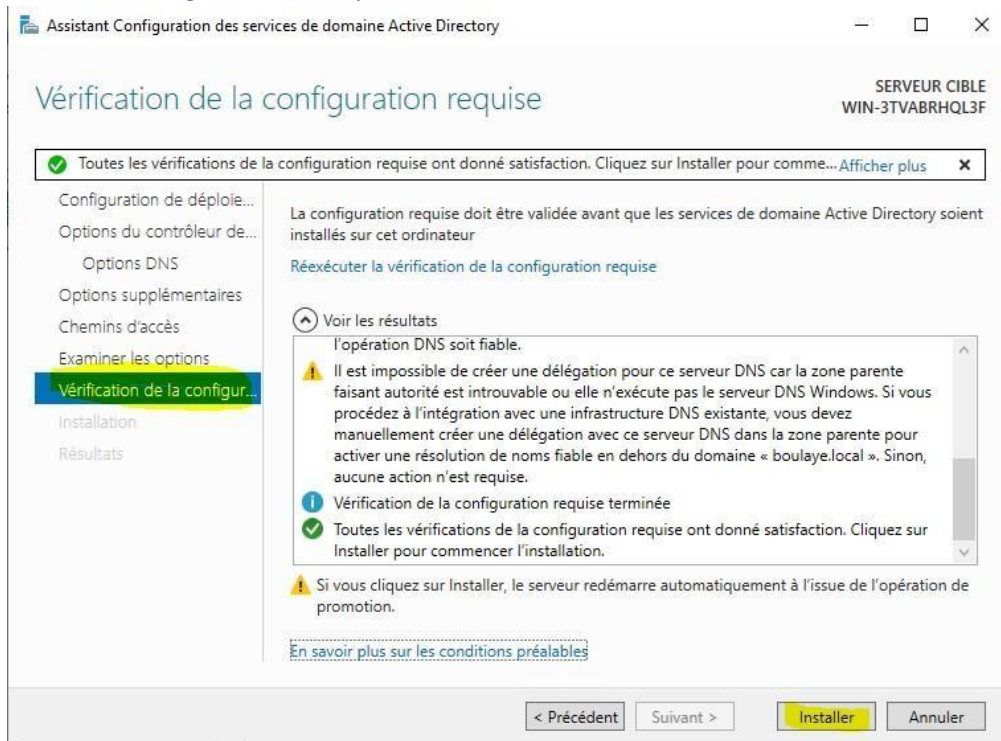 Assistant Configuration des services de domaine Active Directory
Vérification de la configuration requise
SERVEUR CIBLE
WIN-3TVABRHQL3F
Toutes les vérifications de la configuration requise ont donné satisfaction. Cliquez sur Installer pour comme... Afficher plus
Configuration de déploie...
Options du contrôleur de...
Options DNS
Options supplémentaires
Chemins d'accès
Examiner les options
Vérification de la configur...
Installation
Résultats
La configuration requise doit être validée avant que les services de domaine Active Directory soient
installés sur cet ordinateur
Réexécuter la vérification de la configuration requise
Voir les résultats
l'opération DNS soit fiable.
Il est impossible de créer une délégation pour ce serveur DNS car la zone parente
faisant autorité est introuvable ou elle n'exécute pas le serveur DNS Windows. Si vous
procédez à l'intégration avec une infrastructure DNS existante, vous devez
manuellement créer une délégation avec ce serveur DNS dans la zone parente pour
activer une résolution de noms fiable en dehors du domaine « boulaye.local ». Sinon,
aucune action n'est requise.
Vérification de la configuration requise terminée
Toutes les vérifications de la configuration requise ont donné satisfaction. Cliquez sur
Installer pour commencer l'installation.
Si vous cliquez sur Installer, le serveur redémarre automatiquement à l'issue de l'opération de
promotion.
En savoir plus sur les conditions préalables
< Précédent
Suivant >
Installer
Annuler